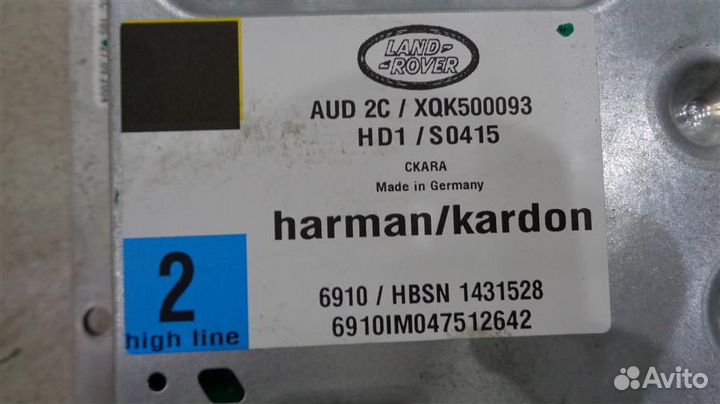 LAND-
ROVER
AUD 2C / XQK500093
HD1 / S0415
CKARA
Made in Germany
harman/kardon
2
high line
6910 / HBSN 1431528
6910IM047512642
Avito